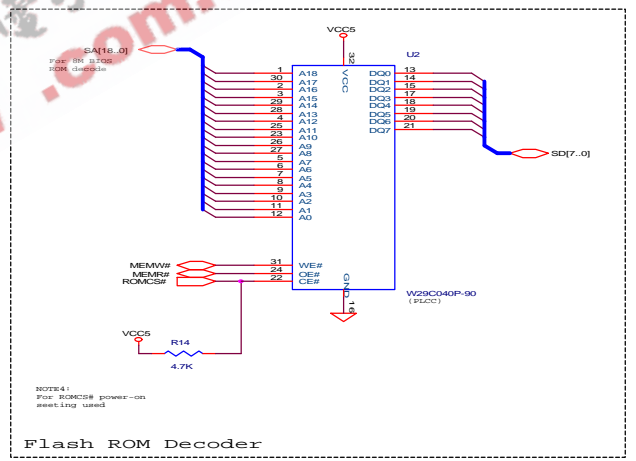 VCC5
SA[18..0]
For 8M BIOS
ROM decode
U2
32
VCC
1 A18 DQ0 13
30 A17 DQ1 14
2 A16 DQ2 15
3 A15 DQ3 17
29 A14 DQ4 18
28 A13 DQ5 19
4 A12 DQ6 20
25 A11 DQ7 21
23 A10
26 A9
27 A8
5 A7
6 A6
7 A5
8 A4
9 A3
10 A2
11 A1
12 A0
SD[7..0]
MEMW# 31 WE#
MEMR# 24 OE#
ROMCS# 22 CE#
GND
16
W29C040P-90
(PLCC)
VCC5
R14
4.7K
NOTE4:
For ROMCS# power-on
seeting used
Flash ROM Decoder
.com